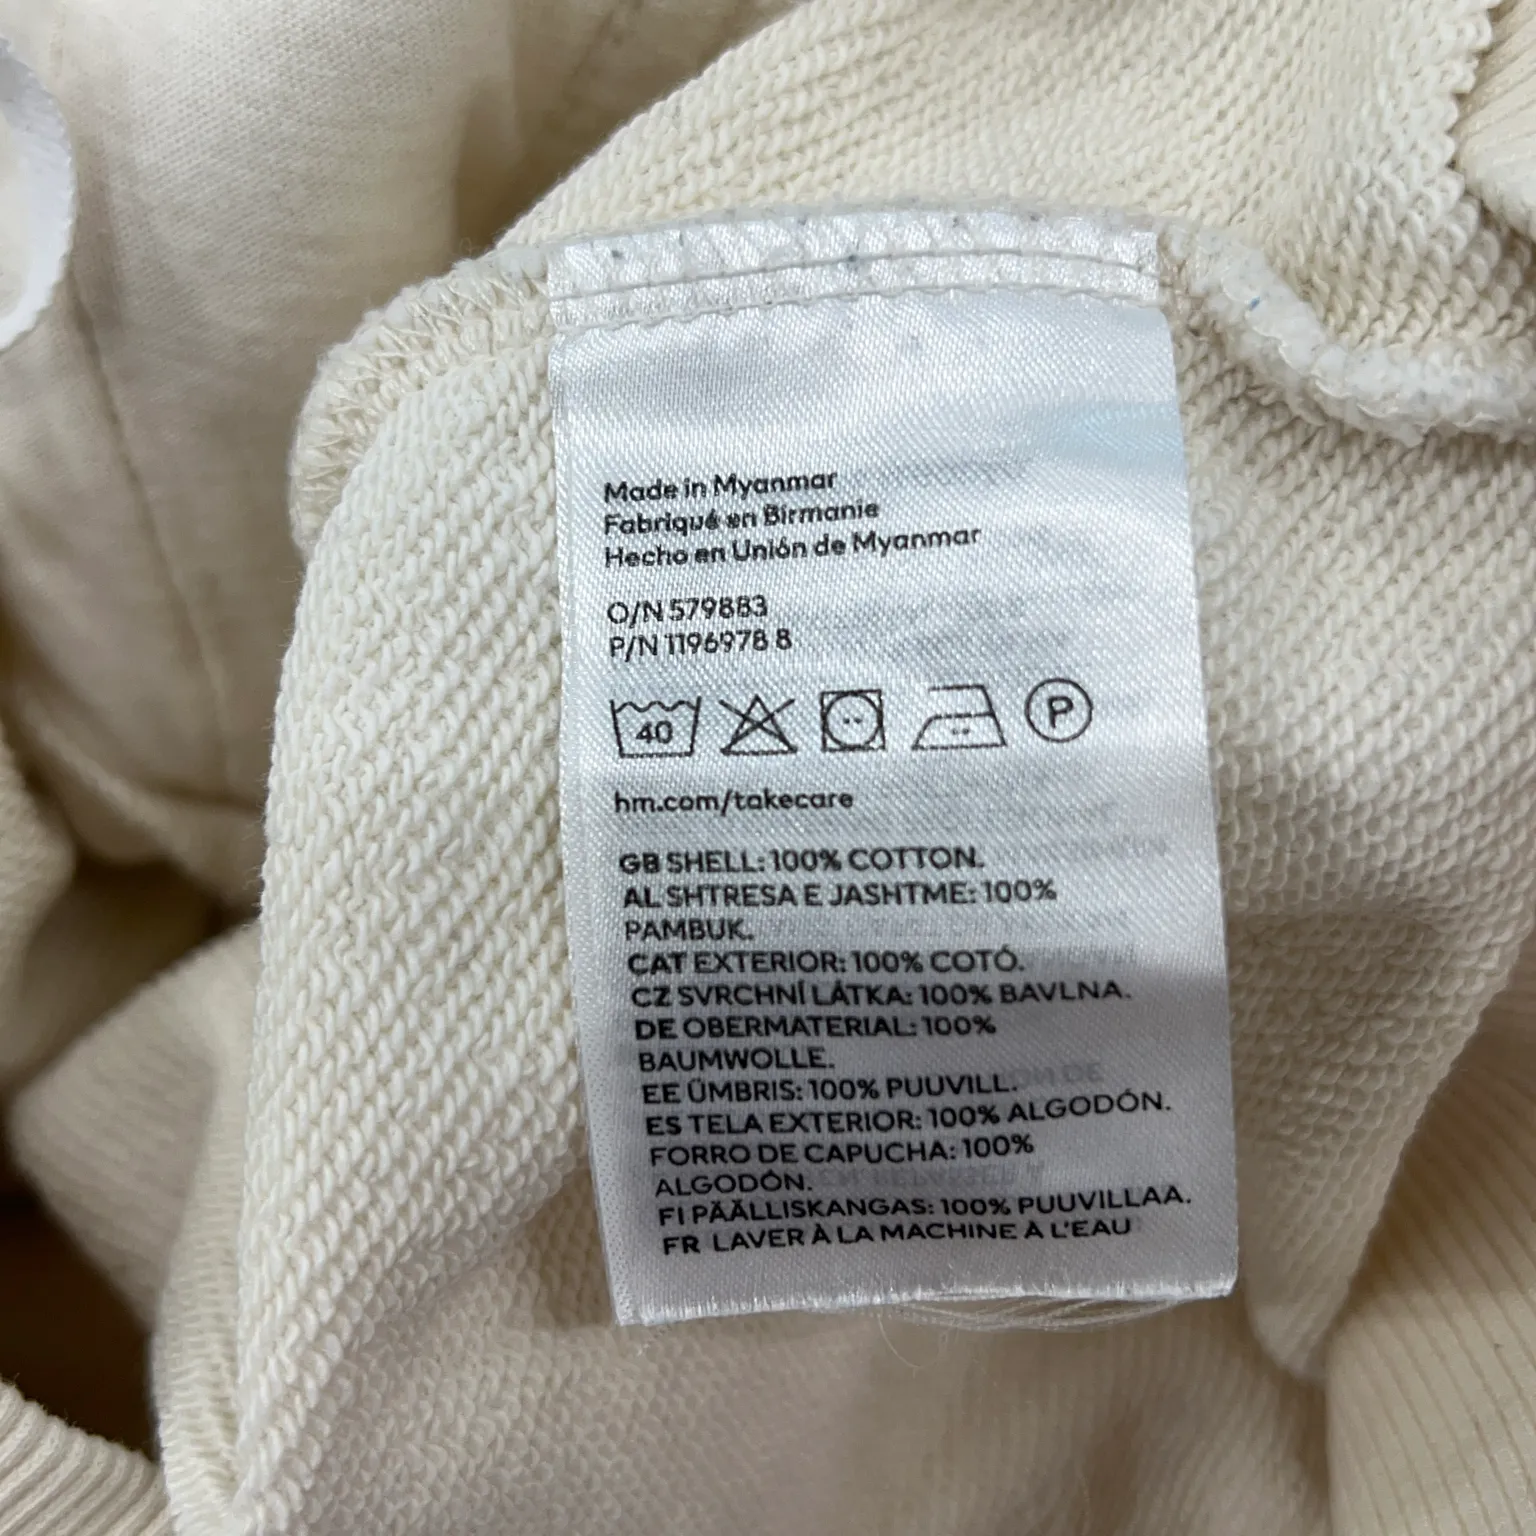 Made in Myanmar
Fabriqué en Birmanie
Hecho en Unión de Myanmar
O/N 579883
P/N 1196978 8
40 P
hm.com/takecare
GB SHELL: 100% COTTON.
AL SHTRESA E JASHTME: 100%
PAMBUK.
CAT EXTERIOR: 100% COTÓ.
CZ SVRCHNÍ LÁTKA: 100% BAVLNA.
DE OBERMATERIAL: 100%
BAUMWOLLE.
EE ÜMBRIS: 100% PUUVILL.
ES TELA EXTERIOR: 100% ALGODÓN.
FORRO DE CAPUCHA: 100%
ALGODÓN.
FI PÄÄLLISKANGAS: 100% PUUVILLAA.
FR LAVER À LA MACHINE À L'EAU